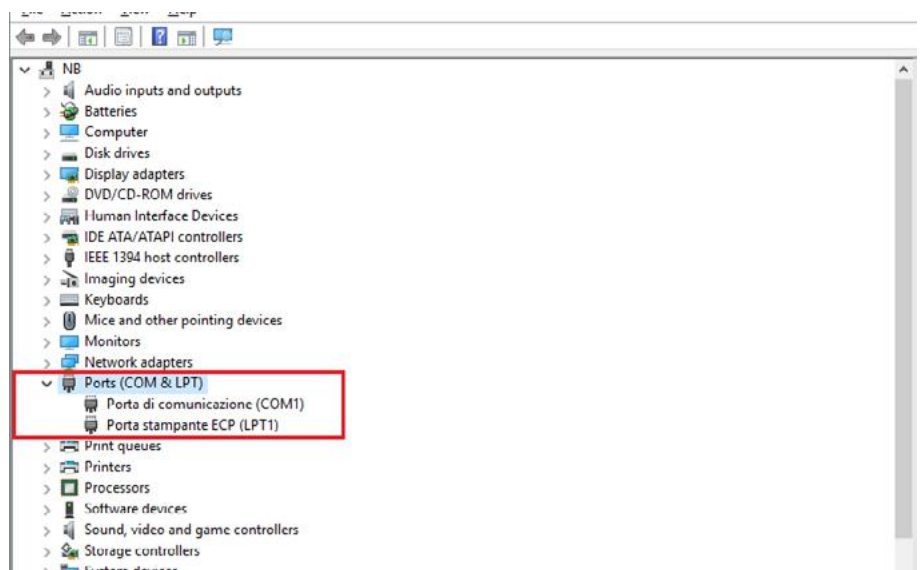 NB
Audio inputs and outputs
Batteries
Computer
Disk drives
Display adapters
DVD/CD-ROM drives
Human Interface Devices
IDE ATA/ATAPI controllers
IEEE 1394 host controllers
Imaging devices
Keyboards
Mice and other pointing devices
Monitors
Network adapters
Ports (COM & LPT)
Porta di comunicazione (COM1)
Porta stampante ECP (LPT1)
Print queues
Printers
Processors
Software devices
Sound, video and game controllers
Storage controllers
System devices